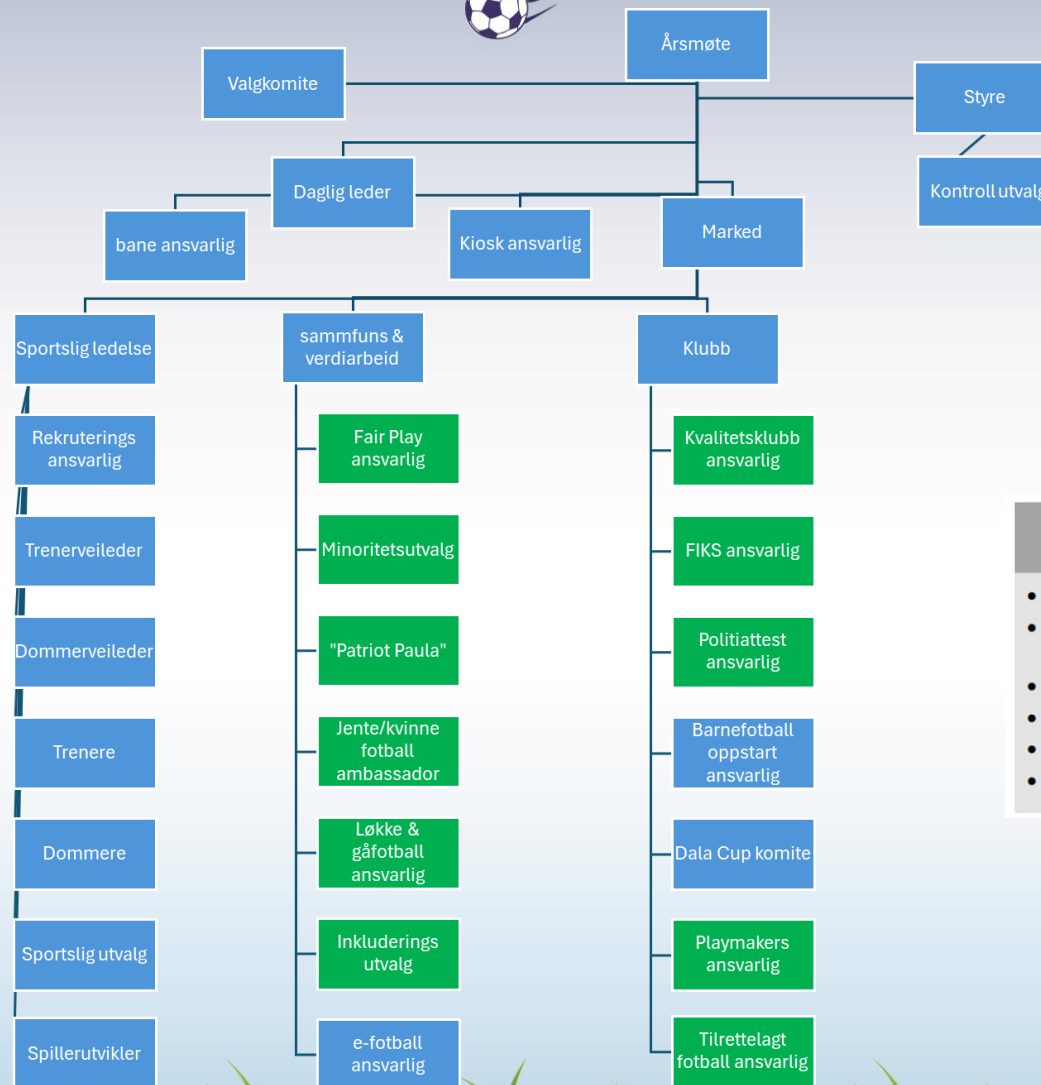 Årsmøte
Valgkomite
Styre
Daglig leder
Kontroll utvalg
bane ansvarlig
Kiosk ansvarlig
Marked
Sportslig ledelse
sammfuns &
verdiarbeid
Klubb
Rekruterings
ansvarlig
Trenerveileder
Dommerveileder
Trenere
Dommere
Sportslig utvalg
Spillerutvikler
Fair Play
ansvarlig
Minoritetsutvalg
"Patriot Paula"
Jente/kvinne
fotball
ambassador
Løkke &
gåfotball
ansvarlig
Inkluderings
utvalg
e-fotball
ansvarlig
Kvalitetsklubb
ansvarlig
FIKS ansvarlig
Politiattest
ansvarlig
Barnefotball
oppstart
ansvarlig
Dala Cup komite
Playmakers
ansvarlig
Tilrettelagt
fotball ansvarlig